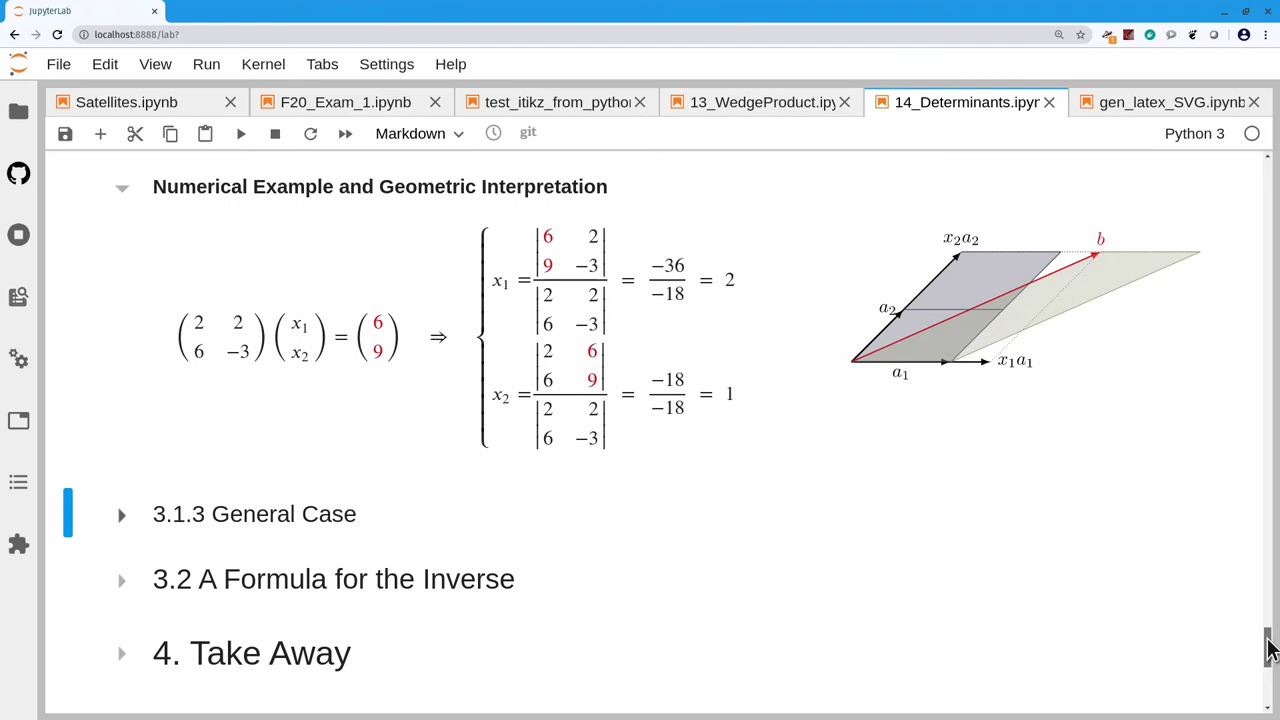 JupyterLab ×
localhost:8888/lab?
File Edit View Run Kernel Tabs Settings Help
Satellites.ipynb × F20_Exam_1.ipynb × test_itikz_from_pytho × 13_WedgeProduct.ipy × 14_Determinants.ipyn × gen_latex_SVG.ipynb ×
Markdown git Python 3
Numerical Example and Geometric Interpretation
( 2 2 6 −3 ) ( x₁ x₂ ) = ( 6 9 ) ⇒
x₁ = |6 2 9 −3| / |2 2 6 −3| = −36 / −18 = 2
x₂ = |2 6 6 9| / |2 2 6 −3| = −18 / −18 = 1
x₂a₂ b
a₂
a₁ x₁a₁
3.1.3 General Case
3.2 A Formula for the Inverse
4. Take Away